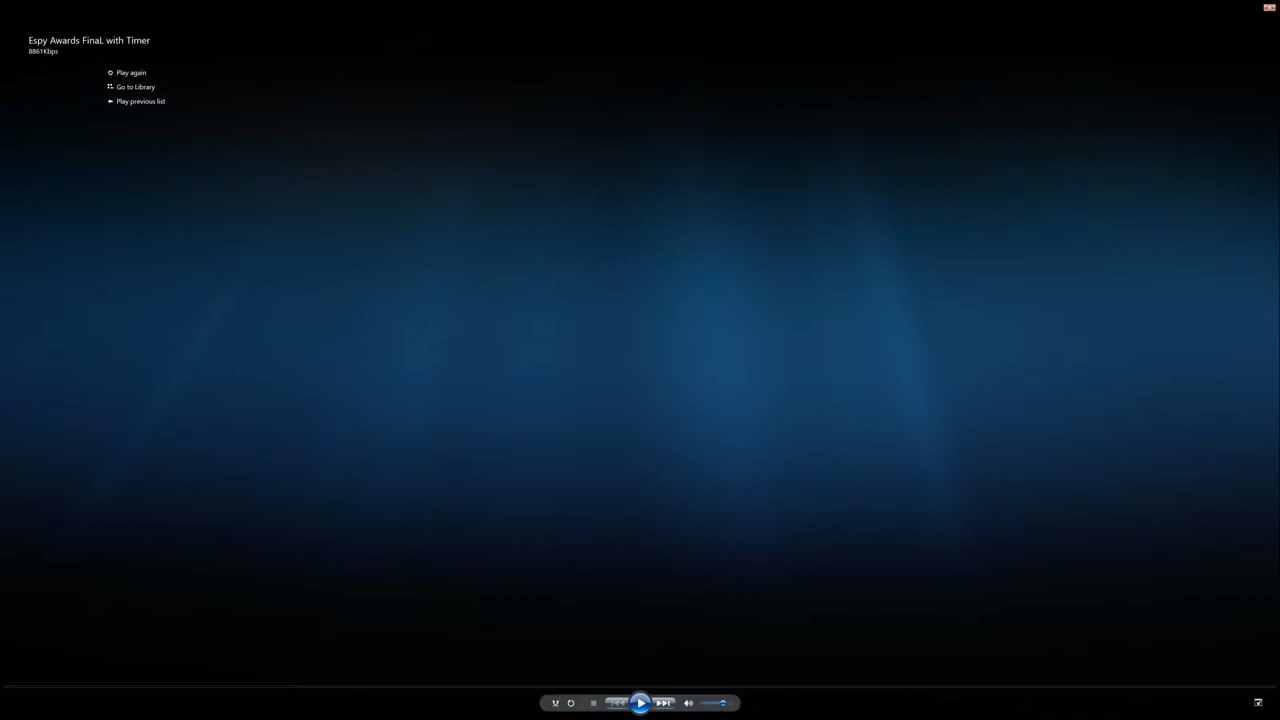 Espy Awards FinaL with Timer
8861Kbps
Play again
Go to Library
Play previous list